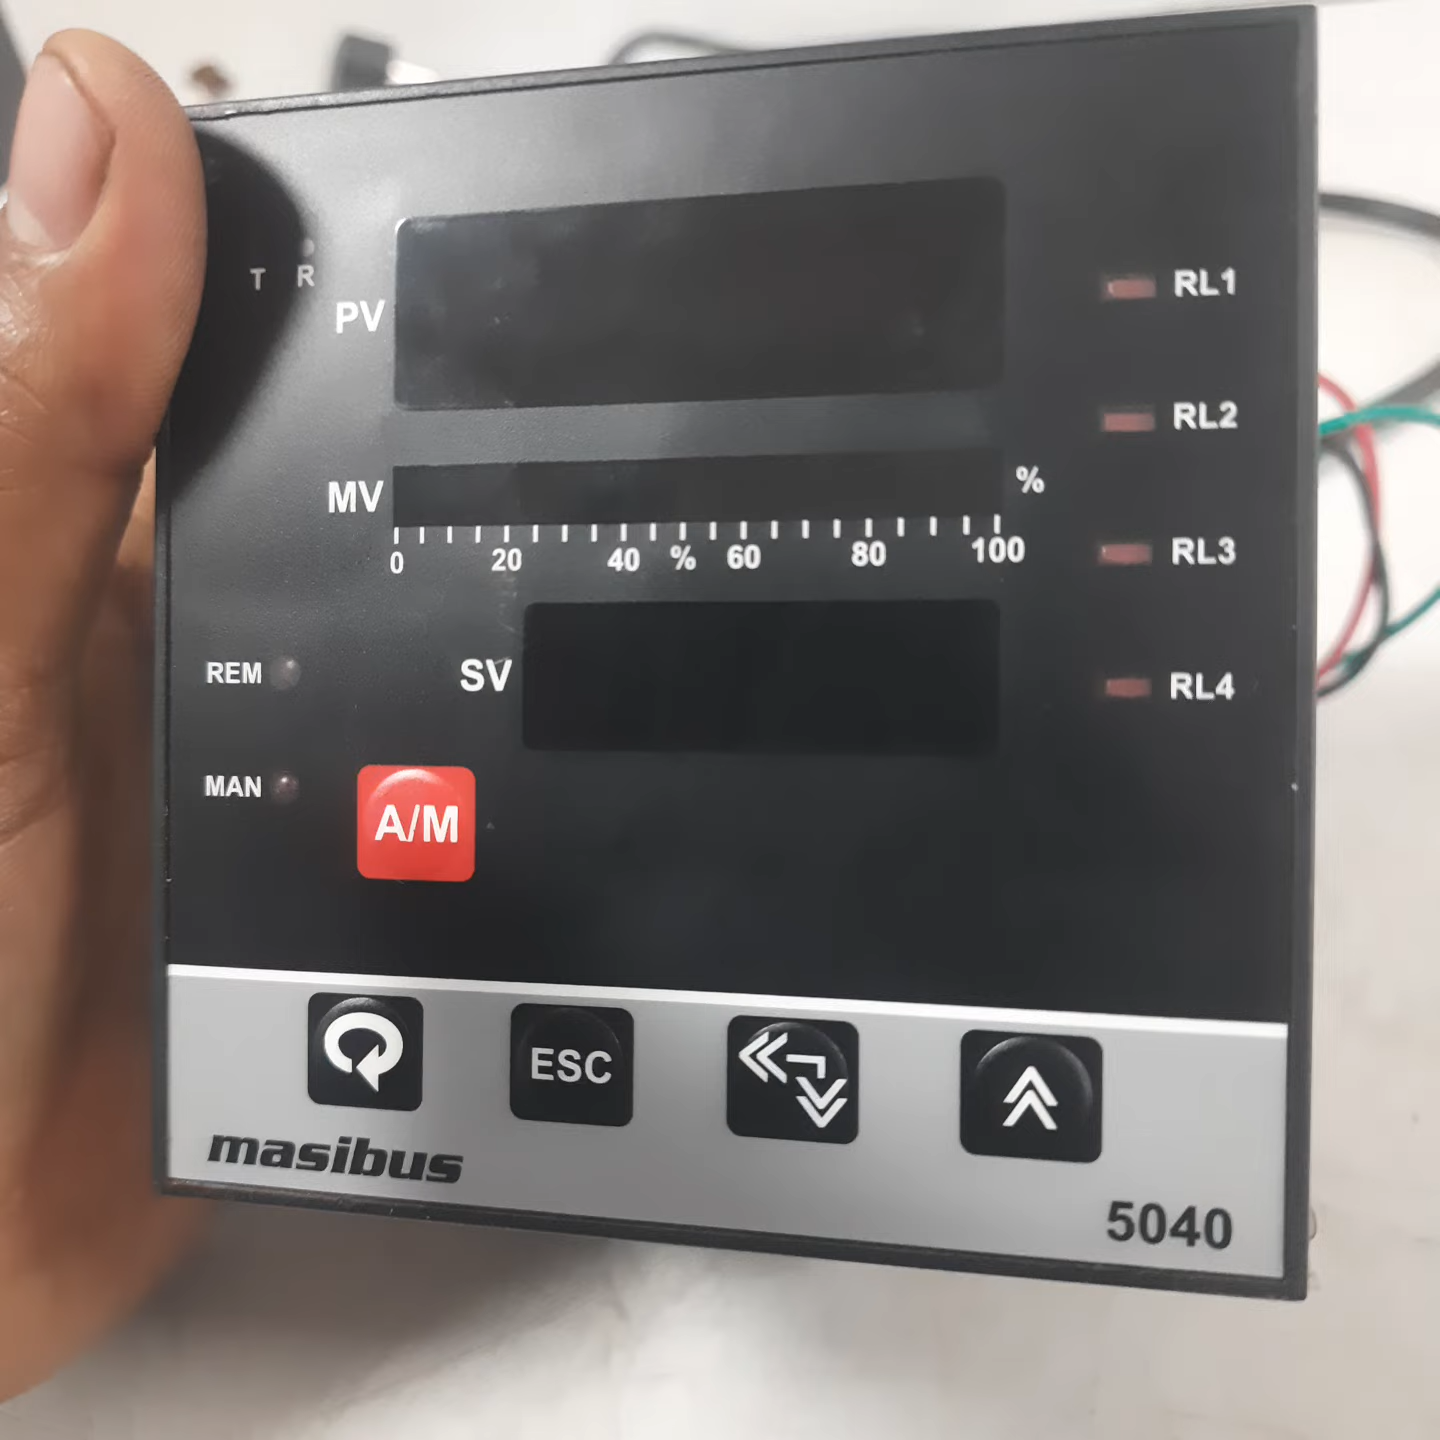 T R
PV
RL1
RL2
MV
%
0 20 40 % 60 80 100
RL3
REM
SV
RL4
MAN
A/M
ESC
masibus
5040